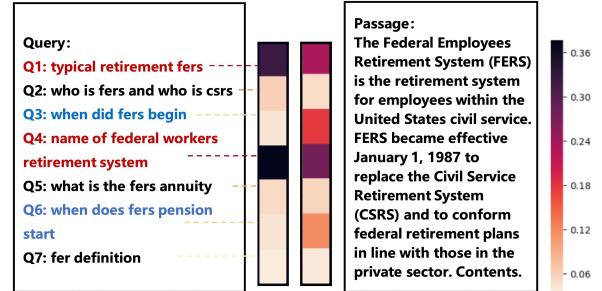 Query:
Q1: typical retirement fers
Q2: who is fers and who is csrs
Q3: when did fers begin
Q4: name of federal workers
retirement system
Q5: what is the fers annuity
Q6: when does fers pension
start
Q7: fer definition
Passage:
The Federal Employees
Retirement System (FERS)
is the retirement system
for employees within the
United States civil service.
FERS became effective
January 1, 1987 to
replace the Civil Service
Retirement System
(CSRS) and to conform
federal retirement plans
in line with those in the
private sector. Contents.
0.36
0.30
0.24
0.18
0.12
0.06